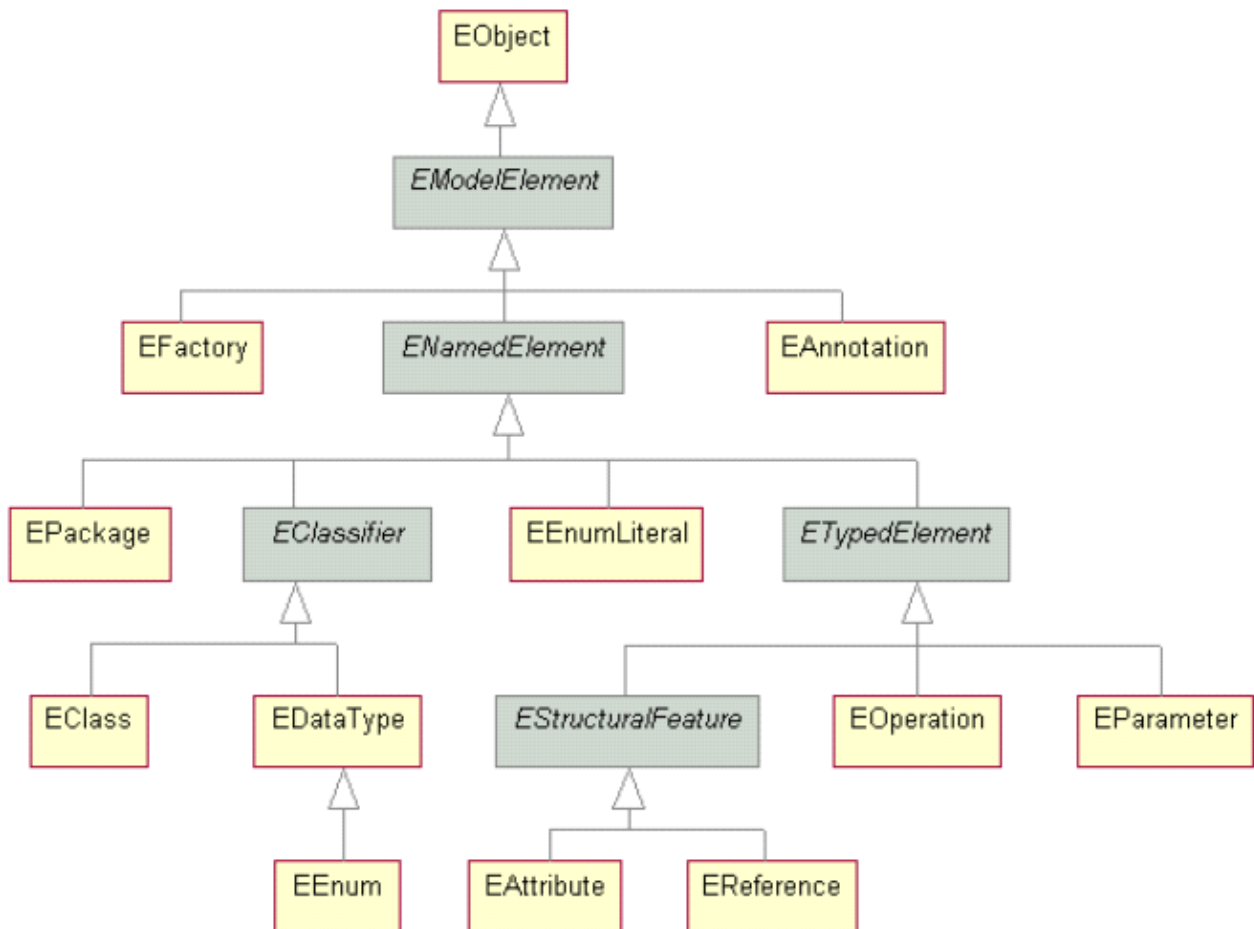 EObject
EModelElement
EFactory
ENamedElement
EAnnotation
EPackage
EClassifier
EEnumLiteral
ETypedElement
EClass
EDataType
EStructuralFeature
EOperation
EParameter
EEnum
EAttribute
EReference